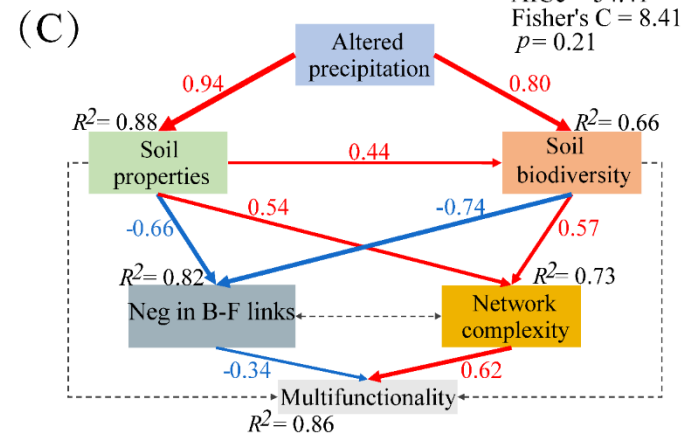 (C)
Fisher's C = 8.41
p= 0.21
Altered
precipitation
0.94
0.80
R²= 0.88
R²= 0.66
Soil
properties
0.44
Soil
biodiversity
-0.66
0.54
-0.74
0.57
R²= 0.82
R²= 0.73
Neg in B-F links
Network
complexity
-0.34
0.62
Multifunctionality
R²= 0.86